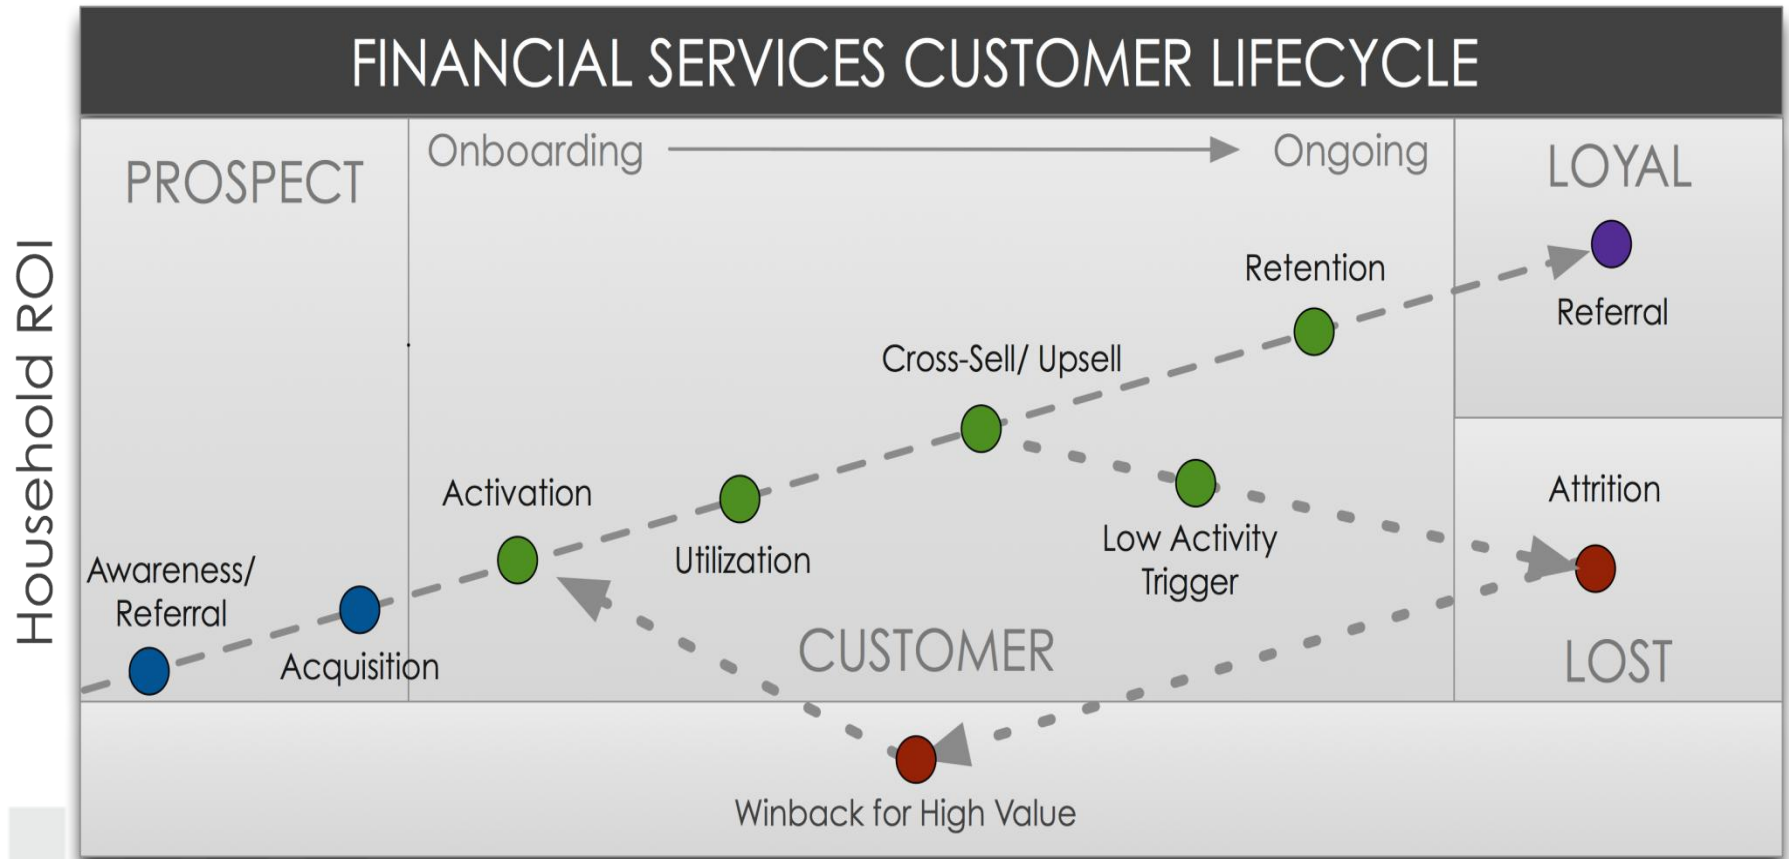 FINANCIAL SERVICES CUSTOMER LIFECYCLE
Household ROI
PROSPECT
Onboarding
Ongoing
LOYAL
Retention
Referral
Cross-Sell/ Upsell
Activation
Attrition
Utilization
Low Activity
Trigger
Awareness/
Referral
Acquisition
CUSTOMER
LOST
Winback for High Value